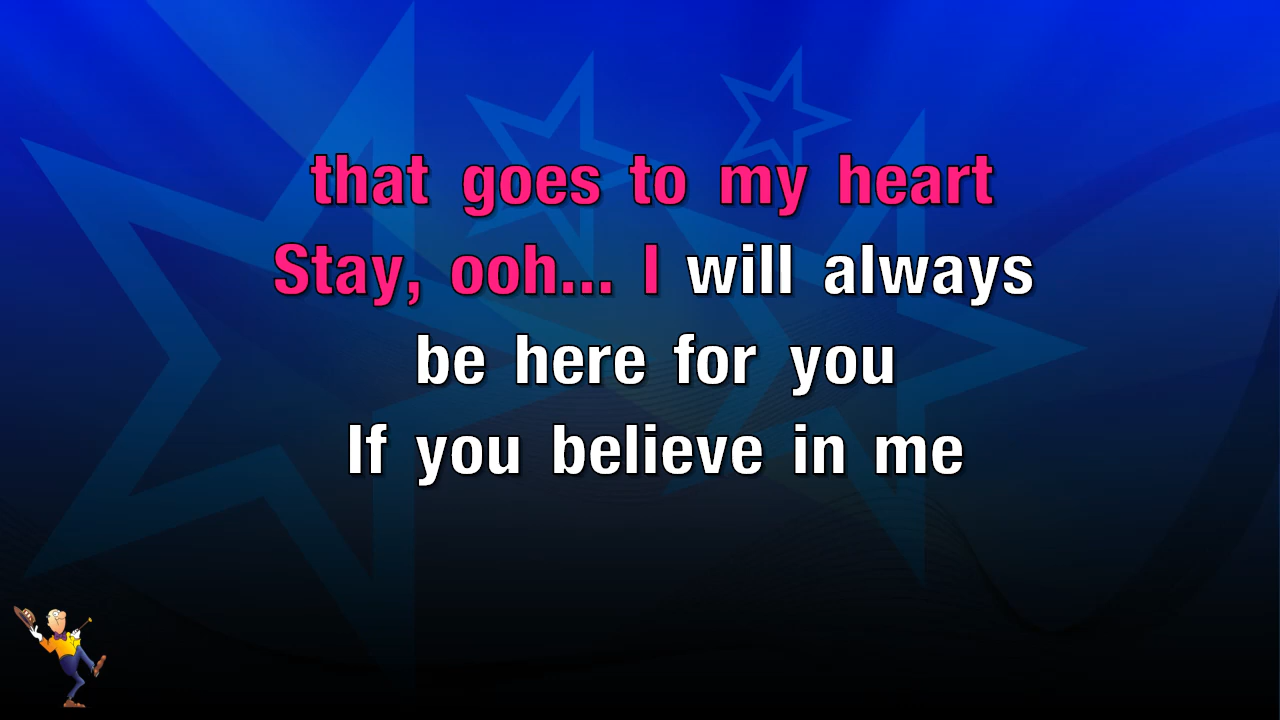 that goes to my heart
Stay, ooh... I will always
be here for you
If you believe in me